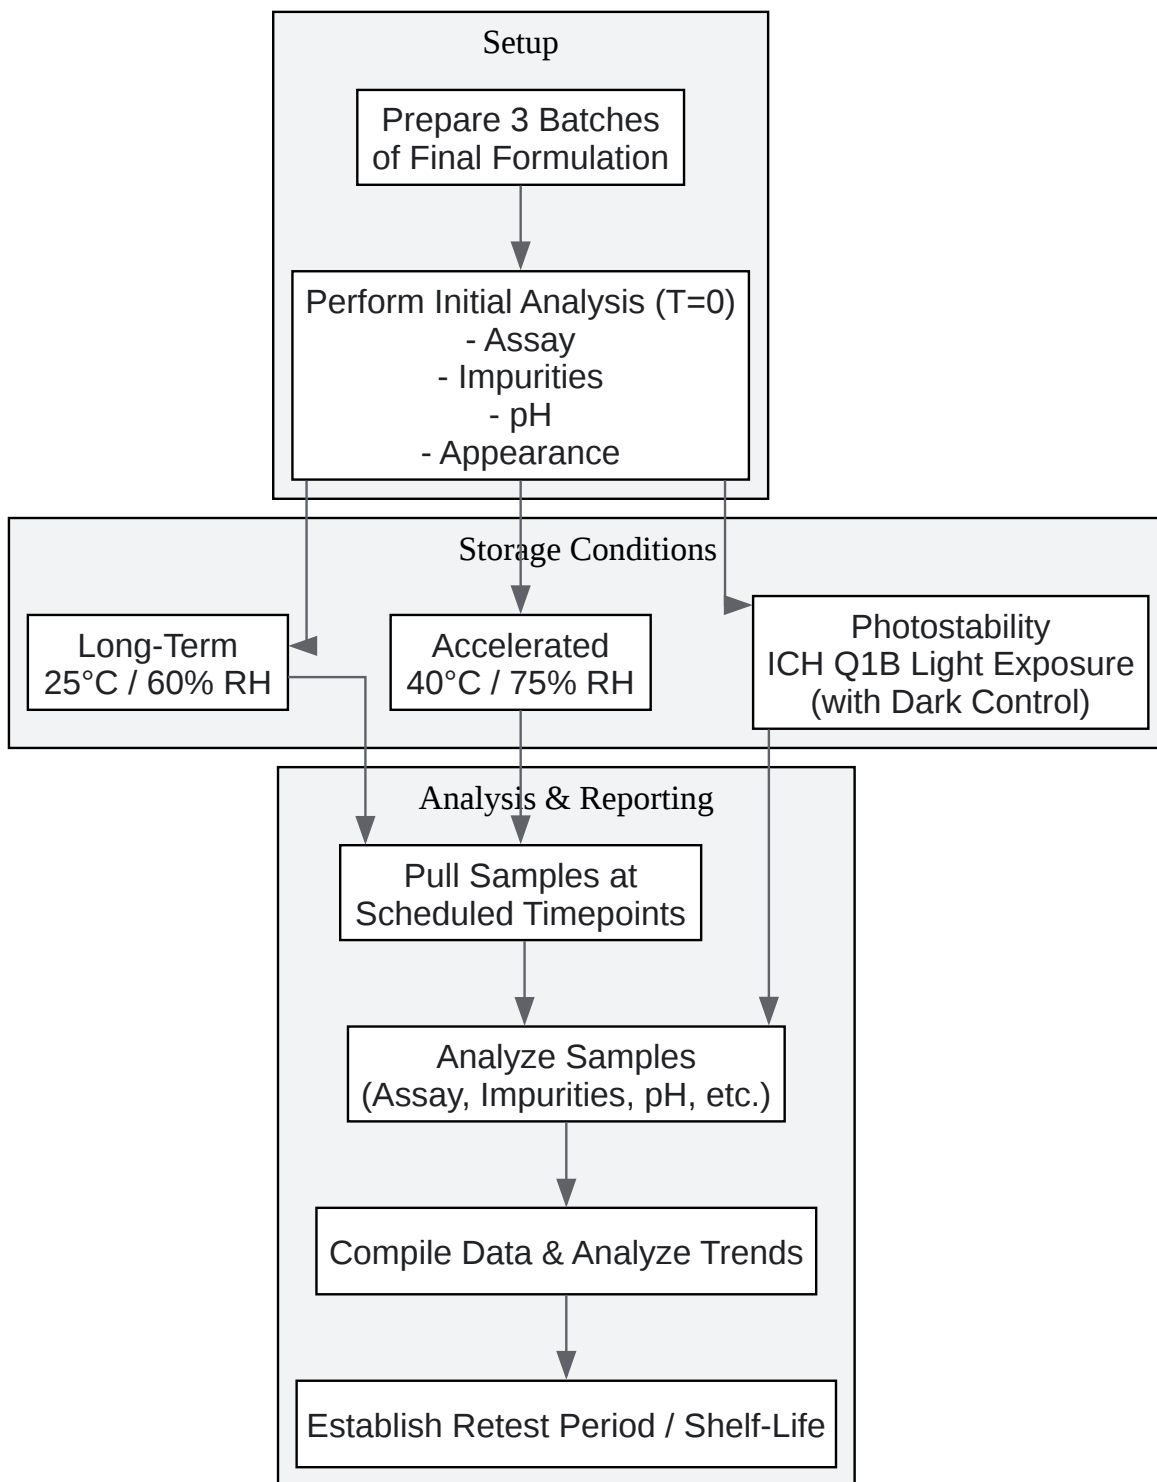 Setup
Prepare 3 Batches
of Final Formulation
Perform Initial Analysis (T=0)
- Assay
- Impurities
- pH
- Appearance
Storage Conditions
Long-Term
25°C / 60% RH
Accelerated
40°C / 75% RH
Photostability
ICH Q1B Light Exposure
(with Dark Control)
Analysis & Reporting
Pull Samples at
Scheduled Timepoints
Analyze Samples
(Assay, Impurities, pH, etc.)
Compile Data & Analyze Trends
Establish Retest Period / Shelf-Life